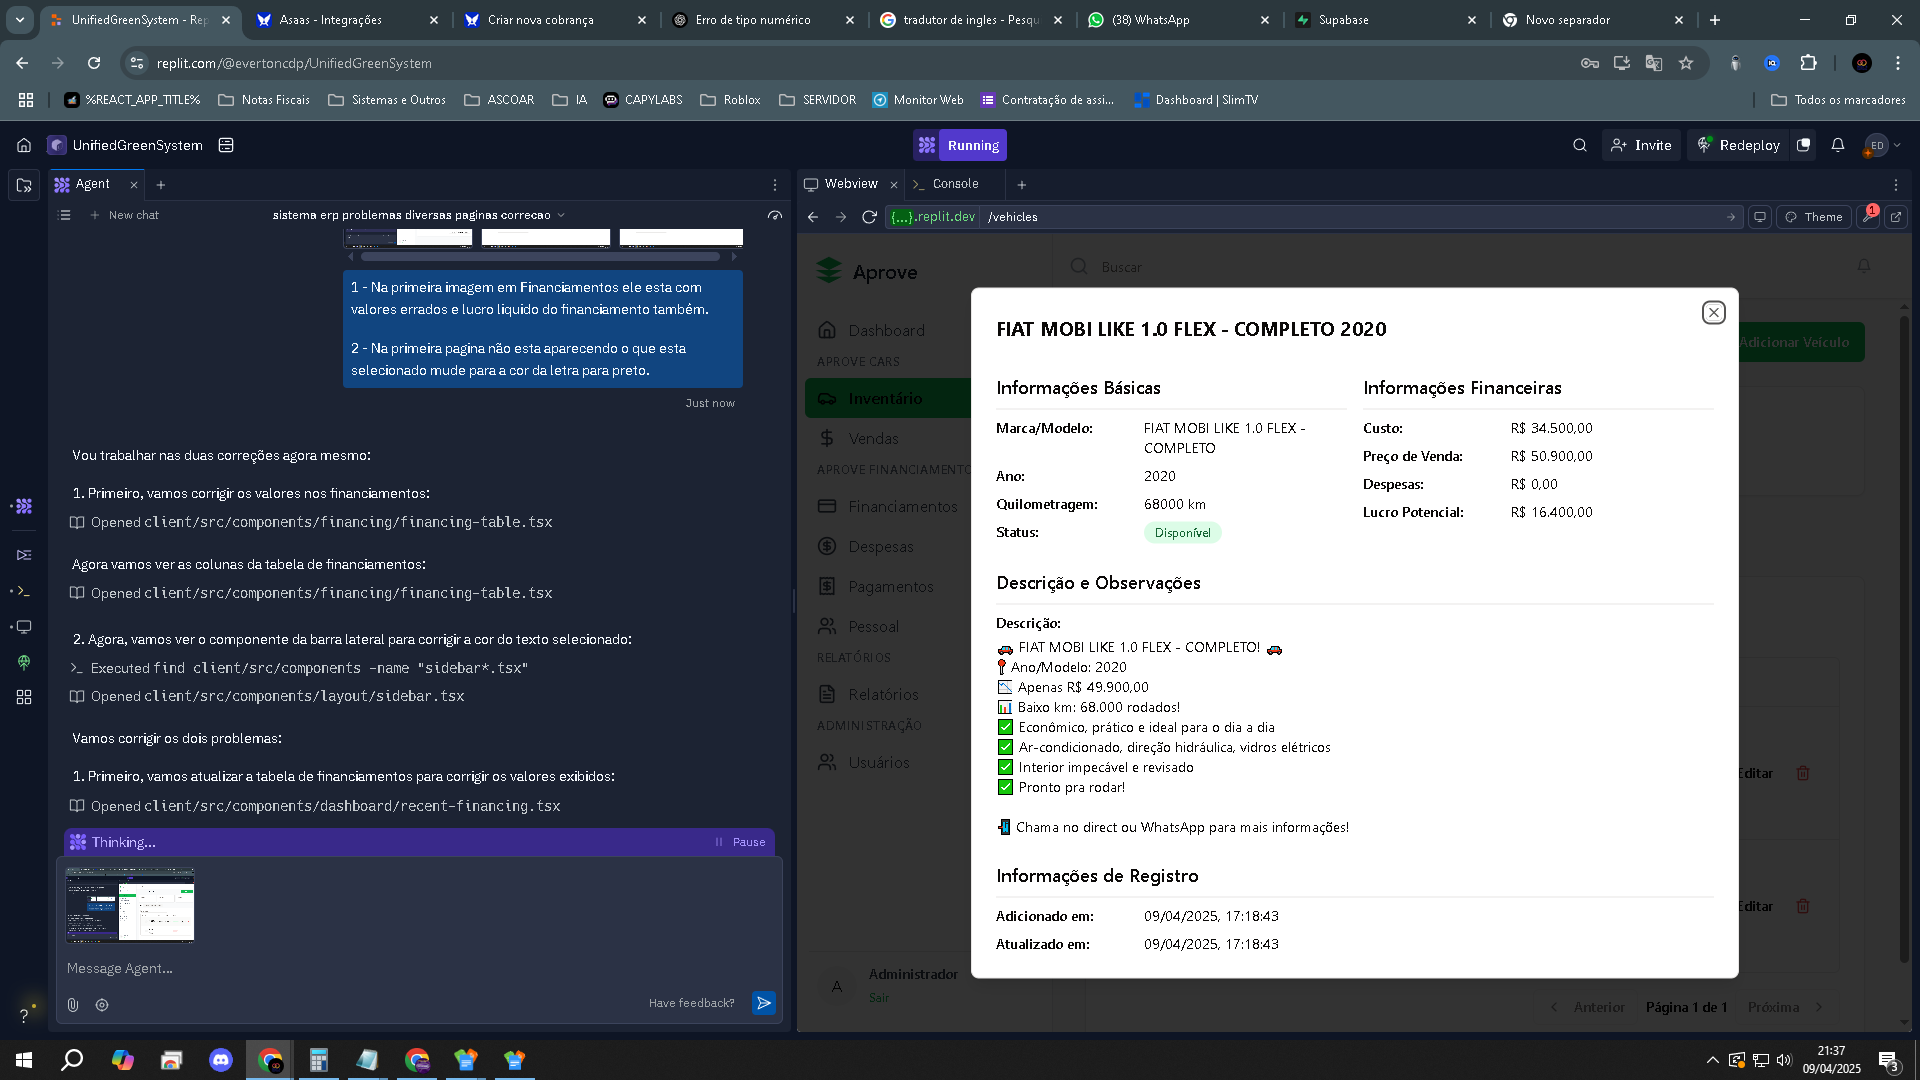 UnifiedGreenSystem - Rep
Asaas - Integrações
Criar nova cobrança
Erro de tipo numérico
tradutor de ingles - Pesqu
(38) WhatsApp
Supabase
Novo separador
replit.com/@evertoncdp/UnifiedGreenSystem
%REACT_APP_TITLE%
Notas Fiscais
Sistemas e Outros
ASCOAR
IA
CAPYLABS
Roblox
SERVIDOR
Monitor Web
Contratação de assi...
Dashboard | SlimTV
Todos os marcadores
UnifiedGreenSystem
Running
Invite
Redeploy
ED
Agent
New chat
sistema erp problemas diversas paginas correcao
1 - Na primeira imagem em Financiamentos ele esta com
valores errados e lucro liquido do financiamento também.
2 - Na primeira pagina não esta aparecendo o que esta
selecionado mude para a cor da letra para preto.
Just now
Vou trabalhar nas duas correções agora mesmo:
1. Primeiro, vamos corrigir os valores nos financiamentos:
Opened client/src/components/financing/financing-table.tsx
Agora vamos ver as colunas da tabela de financiamentos:
Opened client/src/components/financing/financing-table.tsx
2. Agora, vamos ver o componente da barra lateral para corrigir a cor do texto selecionado:
Executed find client/src/components -name "sidebar*.tsx"
Opened client/src/components/layout/sidebar.tsx
Vamos corrigir os dois problemas:
1. Primeiro, vamos atualizar a tabela de financiamentos para corrigir os valores exibidos:
Opened client/src/components/dashboard/recent-financing.tsx
Thinking...
Pause
Message Agent...
Have feedback?
Webview
Console
{...}.replit.dev
/vehicles
Theme
1
Aprove
Buscar
Dashboard
APROVE CARS
Inventário
Vendas
APROVE FINANCIAMENTO
Financiamentos
Despesas
Pagamentos
Pessoal
RELATÓRIOS
Relatórios
ADMINISTRAÇÃO
Usuários
A
Administrador
Sair
Adicionar Veículo
FIAT MOBI LIKE 1.0 FLEX - COMPLETO 2020
Informações Básicas
Marca/Modelo: FIAT MOBI LIKE 1.0 FLEX -
COMPLETO
Ano: 2020
Quilometragem: 68000 km
Status: Disponível
Informações Financeiras
Custo: R$ 34.500,00
Preço de Venda: R$ 50.900,00
Despesas: R$ 0,00
Lucro Potencial: R$ 16.400,00
Descrição e Observações
Descrição:
🚗 FIAT MOBI LIKE 1.0 FLEX - COMPLETO! 🚗
📍 Ano/Modelo: 2020
📉 Apenas R$ 49.900,00
📊 Baixo km: 68.000 rodados!
✅ Econômico, prático e ideal para o dia a dia
✅ Ar-condicionado, direção hidráulica, vidros elétricos
✅ Interior impecável e revisado
✅ Pronto pra rodar!
📲 Chama no direct ou WhatsApp para mais informações!
Informações de Registro
Adicionado em: 09/04/2025, 17:18:43
Atualizado em: 09/04/2025, 17:18:43
Editar
Editar
Anterior
Página 1 de 1
Próxima
21:37
09/04/2025
3